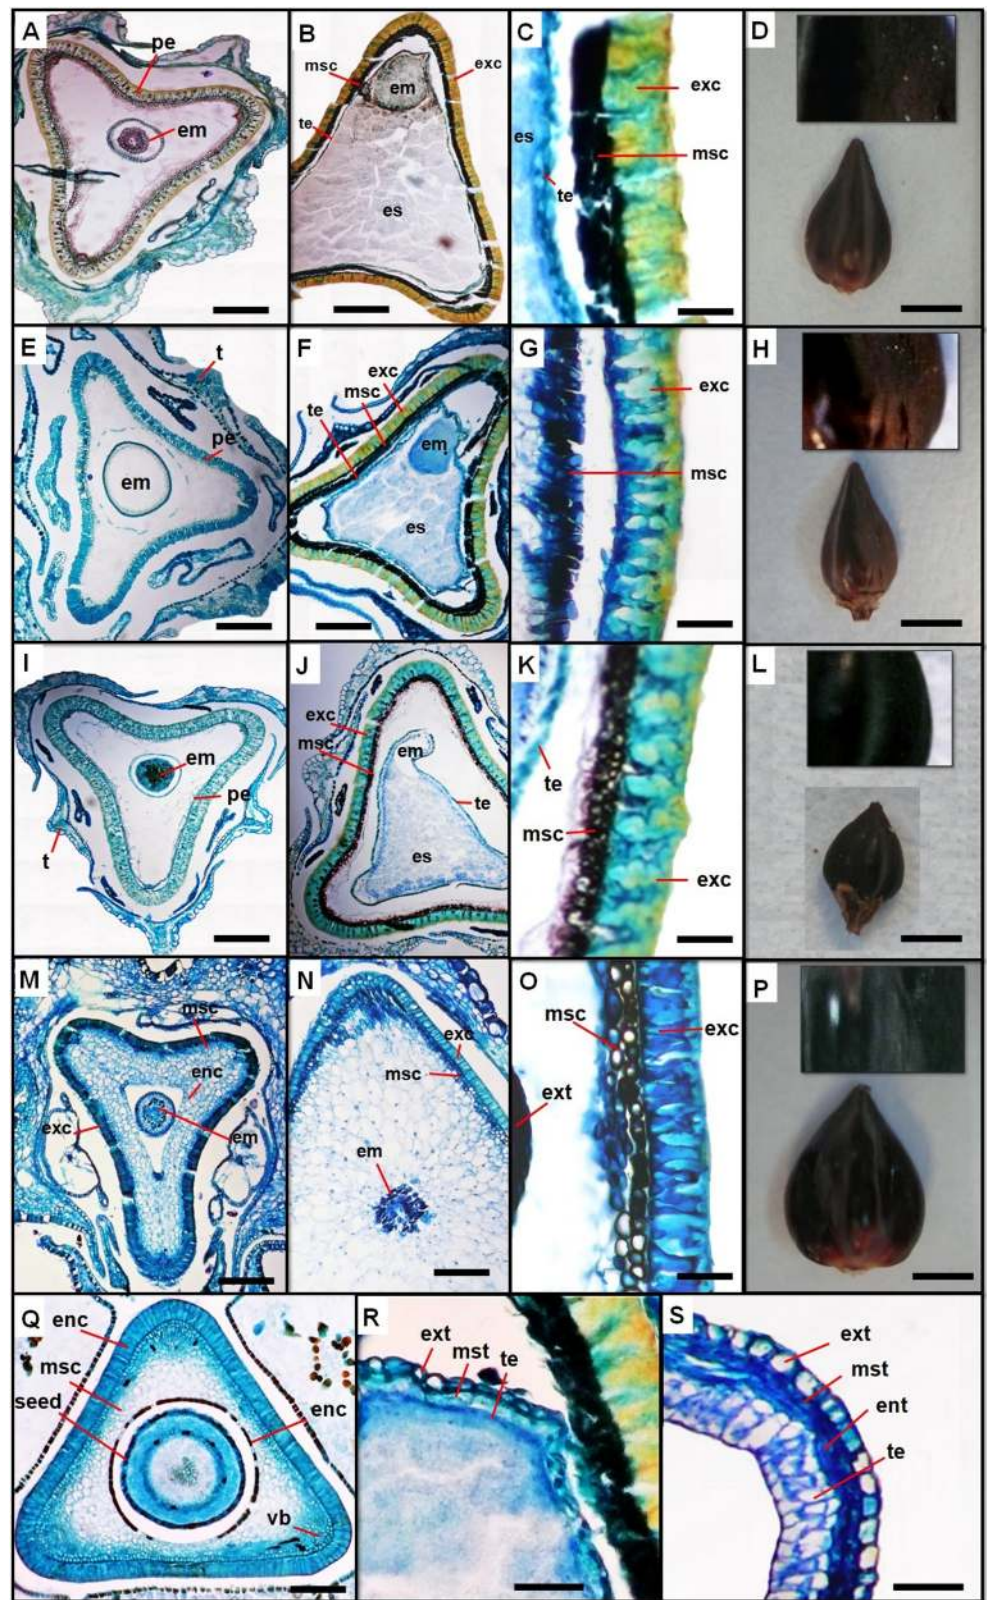 A
pe
em
B
msc
exc
em
te
es
C
exc
es
msc
te
D
E
t
pe
em
F
exc
msc
te
em
es
G
exc
msc
H
I
em
pe
t
J
exc
msc
em
te
es
K
te
msc
exc
L
M
msc
enc
exc
em
N
exc
msc
em
O
msc
exc
ext
P
Q
enc
msc
seed
enc
vb
R
ext
mst
te
S
ext
mst
ent
te